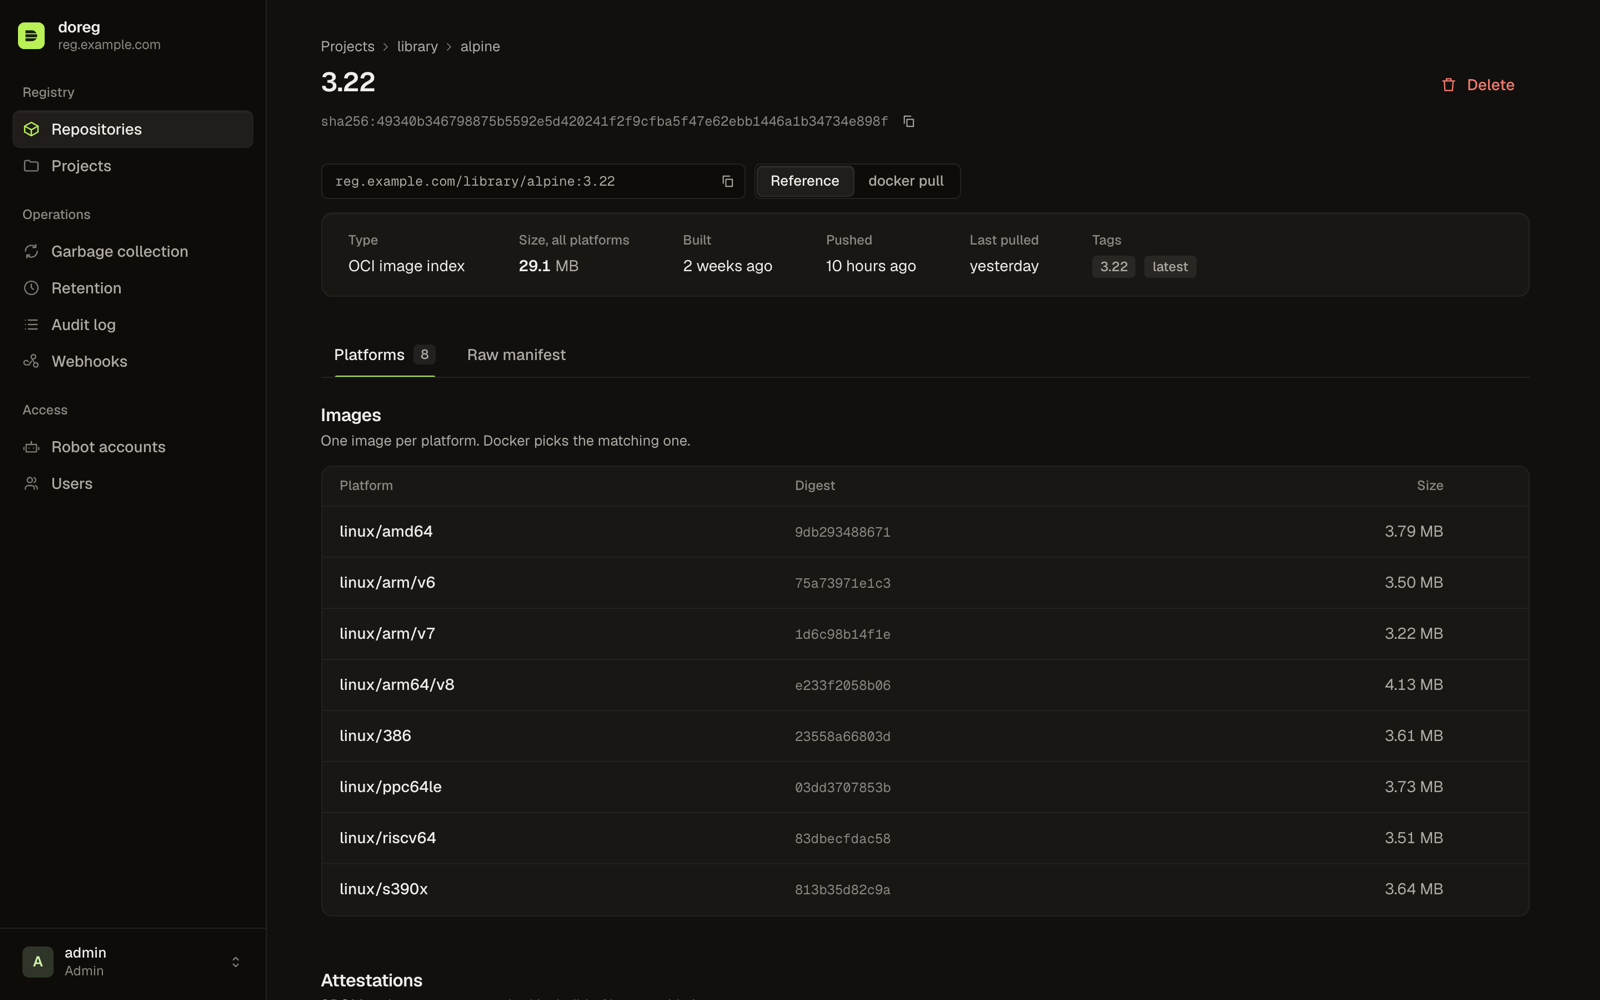 doreg
reg.example.com
Registry
Repositories
Projects
Operations
Garbage collection
Retention
Audit log
Webhooks
Access
Robot accounts
Users
A
admin
Admin
Projects > library > alpine
3.22
Delete
sha256:49340b346798875b5592e5d420241f2f9cfba5f47e62ebb1446a1b34734e898f
reg.example.com/library/alpine:3.22
Reference docker pull
Type Size, all platforms Built Pushed Last pulled Tags
OCI image index 29.1 MB 2 weeks ago 10 hours ago yesterday 3.22 latest
Platforms 8 Raw manifest
Images
One image per platform. Docker picks the matching one.
Platform Digest Size
linux/amd64 9db293488671 3.79 MB
linux/arm/v6 75a73971e1c3 3.50 MB
linux/arm/v7 1d6c98b14f1e 3.22 MB
linux/arm64/v8 e233f2058b06 4.13 MB
linux/386 23558a66803d 3.61 MB
linux/ppc64le 03dd3707853b 3.73 MB
linux/riscv64 83dbecfdac58 3.51 MB
linux/s390x 813b35d82c9a 3.64 MB
Attestations